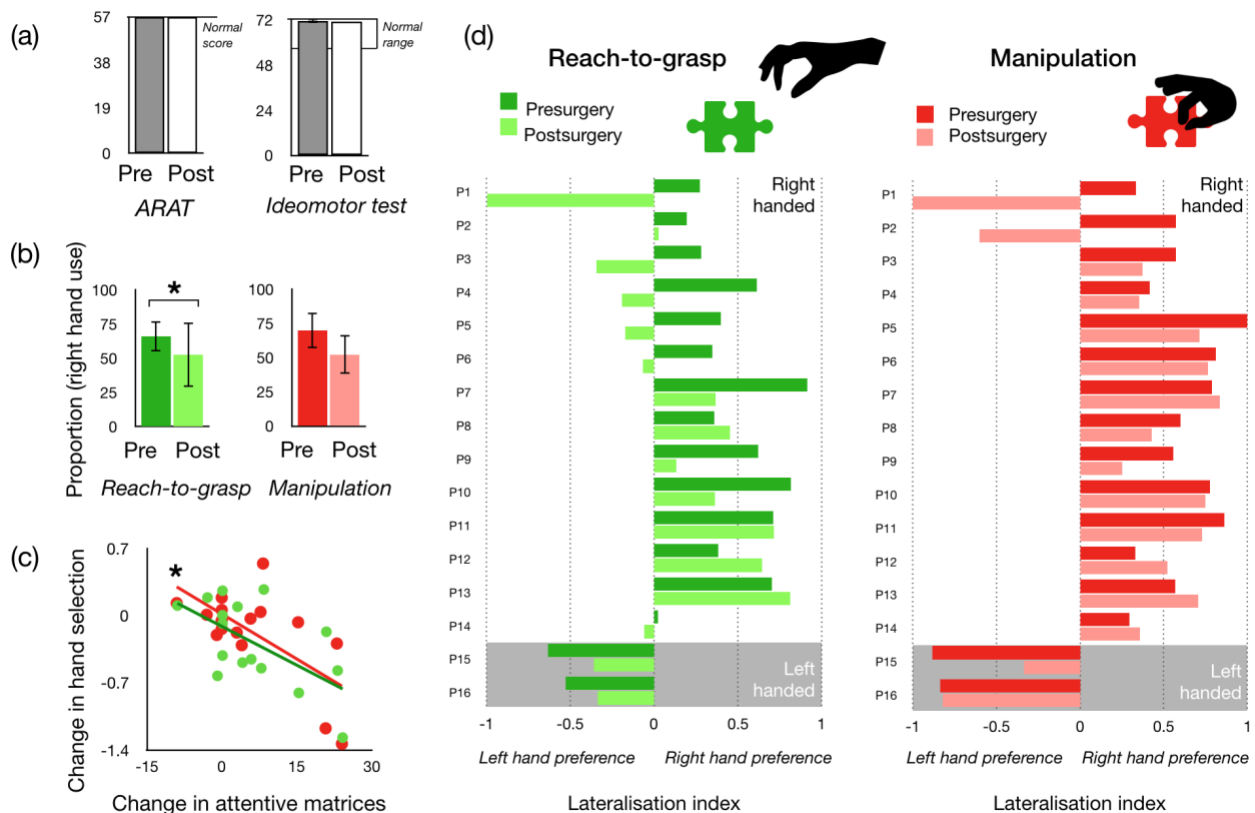 (a)
57
38
19
0
Normal
score
Pre Post
ARAT
72
48
24
0
Normal
range
Pre Post
Ideomotor test
(b)
Proportion (right hand use)
100
75
50
25
0
*
Pre Post
Reach-to-grasp
100
75
50
25
0
Pre Post
Manipulation
(c)
Change in hand selection
0.7
0
-0.7
-1.4
*
-15 0 15 30
Change in attentive matrices
(d)
Reach-to-grasp
Presurgery
Postsurgery
Right
handed
P1
P2
P3
P4
P5
P6
P7
P8
P9
P10
P11
P12
P13
P14
P15
P16
-1 -0.5 0 0.5 1
Left hand preference Right hand preference
Lateralisation index
Left
handed
Manipulation
Presurgery
Postsurgery
Right
handed
P1
P2
P3
P4
P5
P6
P7
P8
P9
P10
P11
P12
P13
P14
P15
P16
Left
handed
-1 -0.5 0 0.5 1
Left hand preference Right hand preference
Lateralisation index